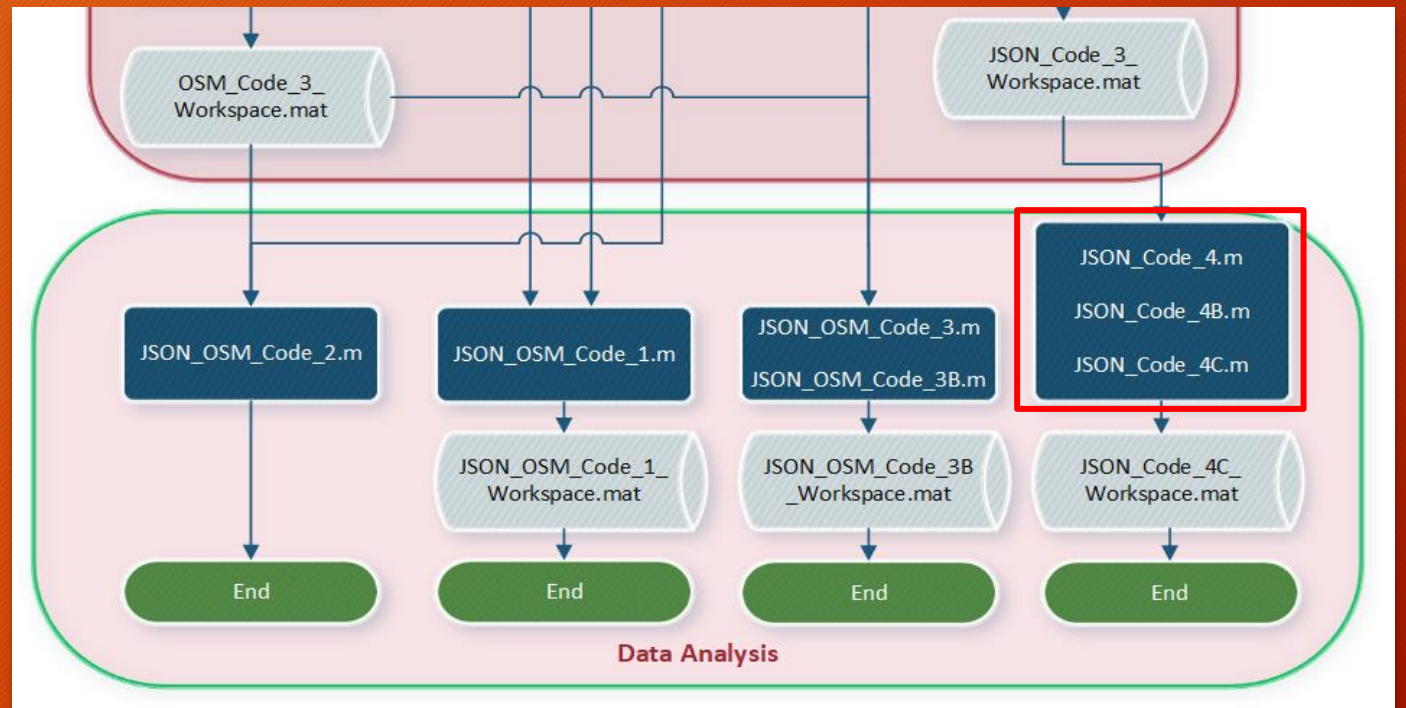 OSM_Code_3_
Workspace.mat
JSON_Code_3_
Workspace.mat
JSON_OSM_Code_2.m
JSON_OSM_Code_1.m
JSON_OSM_Code_3.m
JSON_OSM_Code_3B.m
JSON_Code_4.m
JSON_Code_4B.m
JSON_Code_4C.m
JSON_OSM_Code_1_
Workspace.mat
JSON_OSM_Code_3B
_Workspace.mat
JSON_Code_4C_
Workspace.mat
End
End
End
End
Data Analysis